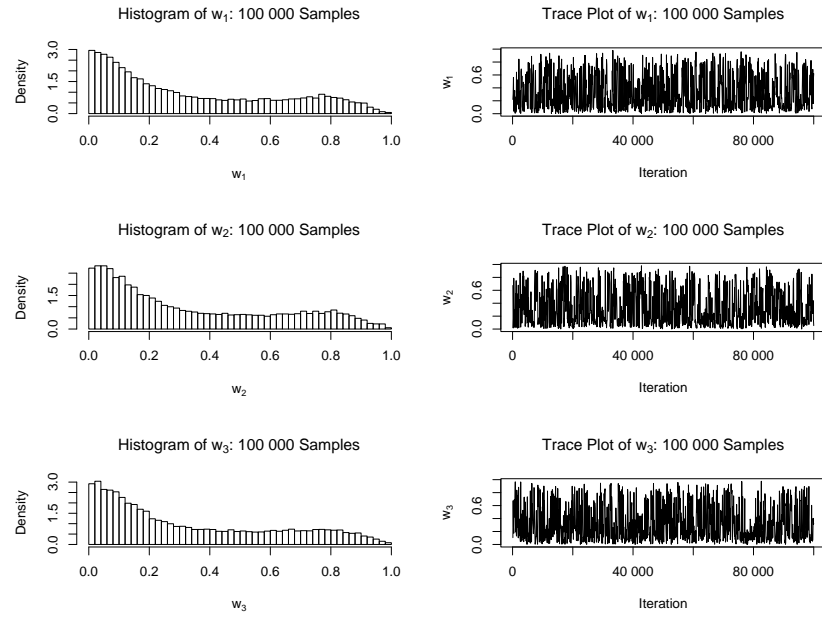 Histogram of w₁: 100 000 Samples
Density
0.0 1.5 3.0
0.0 0.2 0.4 0.6 0.8 1.0
w₁
Trace Plot of w₁: 100 000 Samples
w₁
0.0 0.6
0 40 000 80 000
Iteration
Histogram of w₂: 100 000 Samples
Density
0.0 1.5
0.0 0.2 0.4 0.6 0.8 1.0
w₂
Trace Plot of w₂: 100 000 Samples
w₂
0.0 0.6
0 40 000 80 000
Iteration
Histogram of w₃: 100 000 Samples
Density
0.0 1.5 3.0
0.0 0.2 0.4 0.6 0.8 1.0
w₃
Trace Plot of w₃: 100 000 Samples
w₃
0.0 0.6
0 40 000 80 000
Iteration